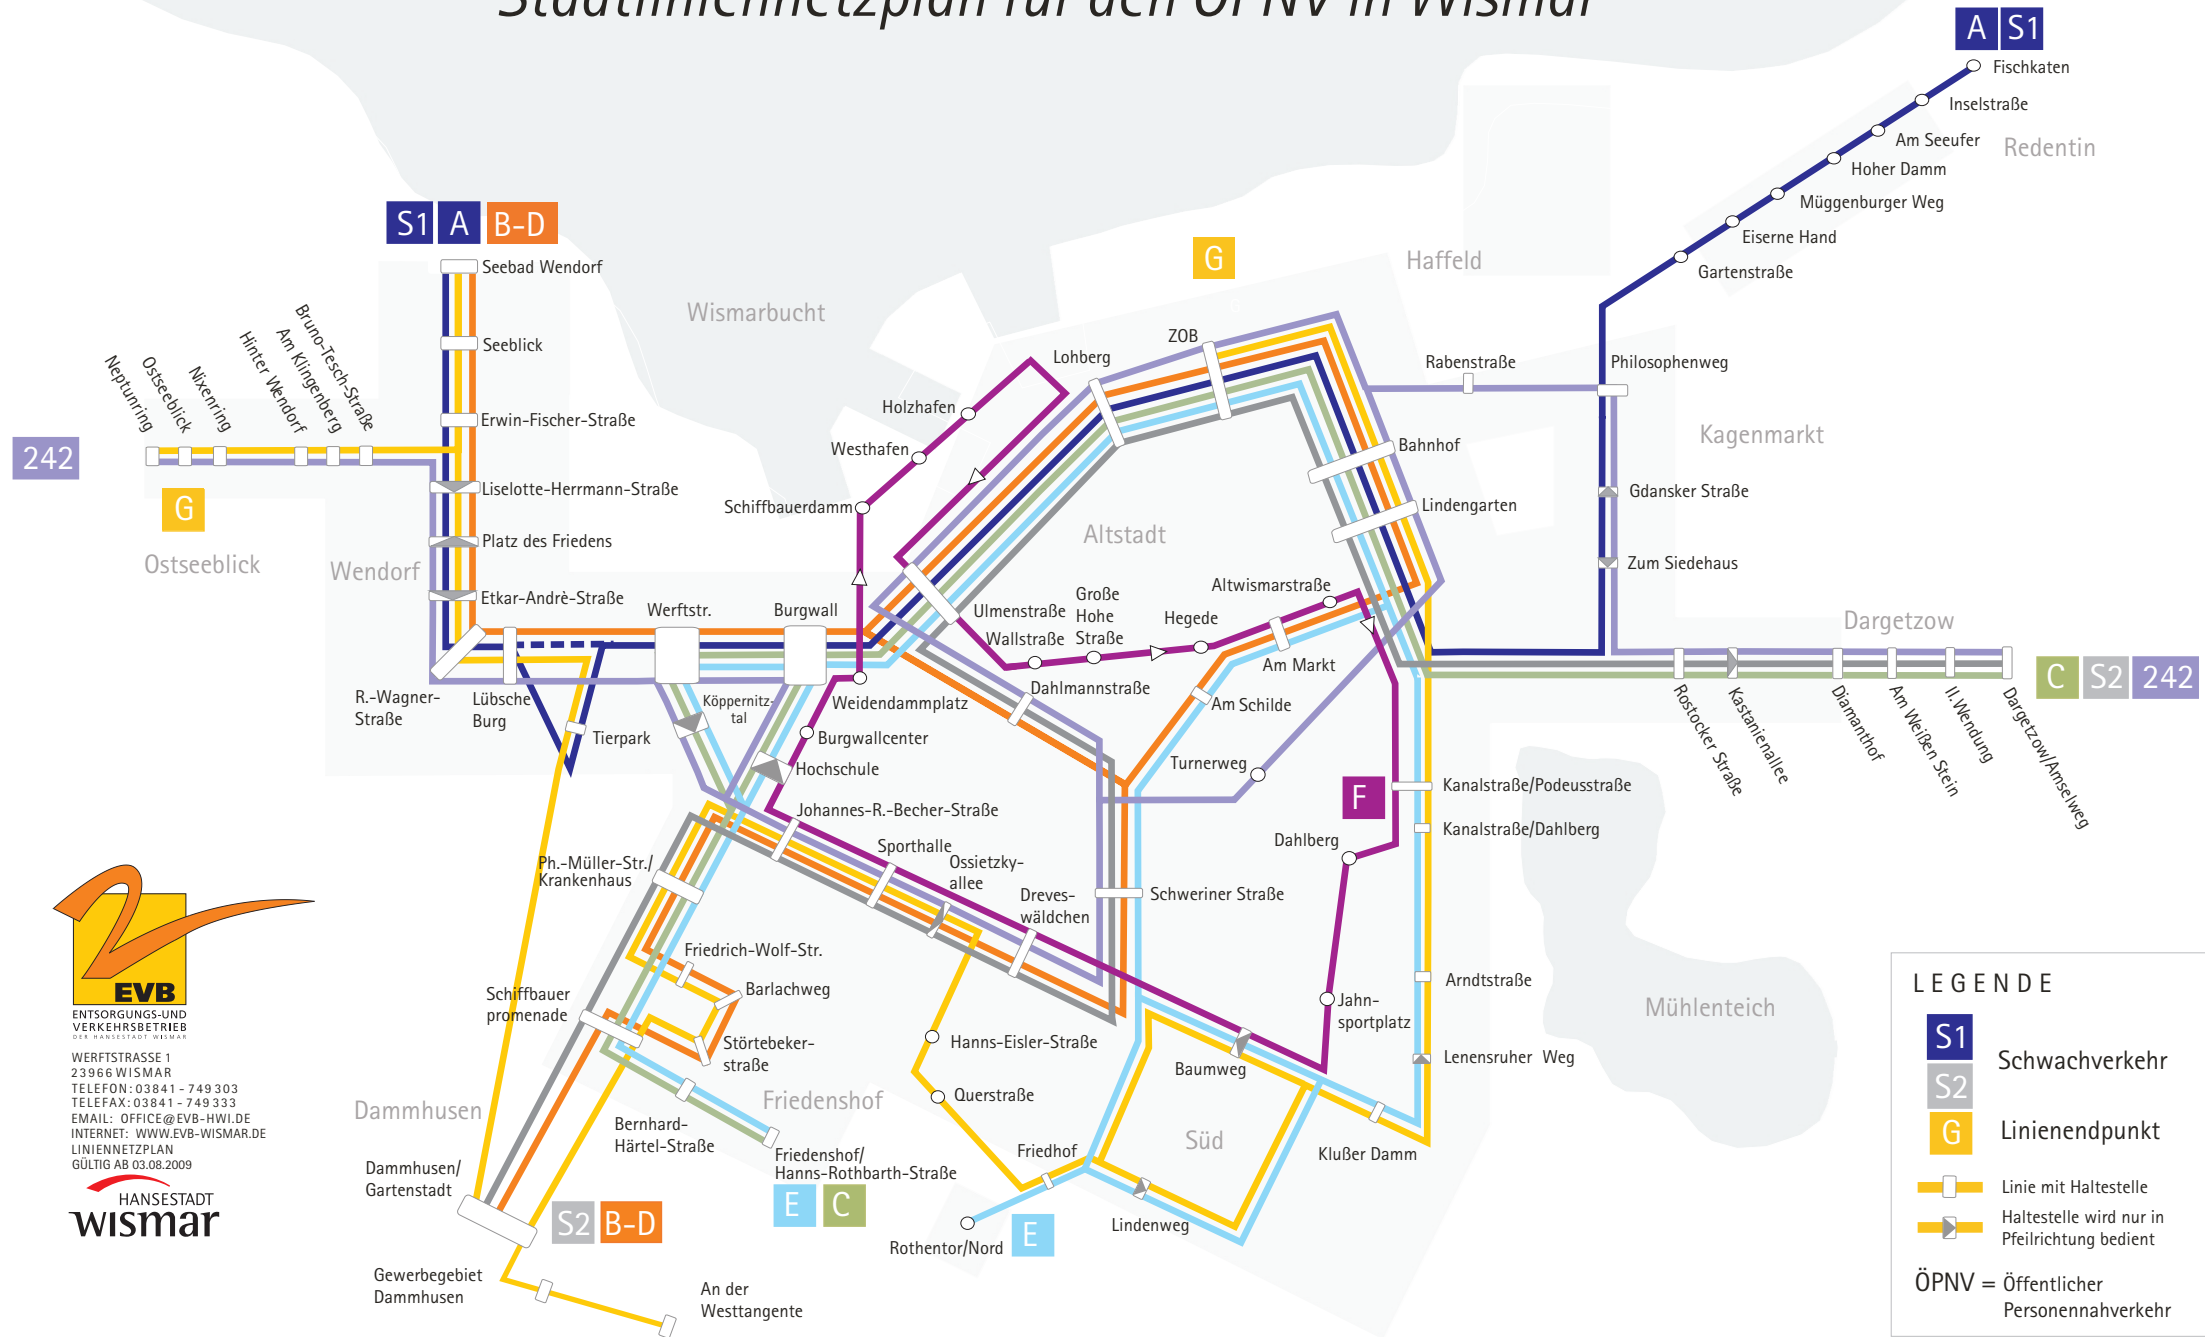 Stadtliniennetzplan für den ÖPNV in Wismar
A S1
Fischkaten
Inselstraße
Am Seeufer
Redentin
Hoher Damm
Müggenburger Weg
Eiserne Hand
Gartenstraße
S1 A B-D
Seebad Wendorf
Seeblick
Erwin-Fischer-Straße
Liselotte-Herrmann-Straße
Platz des Friedens
Etkar-Andrè-Straße
Neptunring
Ostseeblick
Nixenring
Hinter Wendorf
Am Klingenberg
Bruno-Tesch-Straße
242
G
Ostseeblick
Wendorf
Wismarbucht
G
Haffeld
ZOB
Lohberg
Holzhafen
Westhafen
Schiffbauerdamm
Rabenstraße
Philosophenweg
Kagenmarkt
Bahnhof
Gdansker Straße
Lindengarten
Altstadt
Zum Siedehaus
Dargetzow
Werftstr.
Burgwall
Ulmenstraße
Wallstraße
Große
Hohe
Straße
Hegede
Altwismarstraße
Am Markt
Dahlmannstraße
Am Schilde
R.-Wagner-
Straße
Lübsche
Burg
Tierpark
Köppernitz-
tal
Weidendammplatz
Burgwallcenter
Hochschule
Turnerweg
C S2 242
Rostocker Straße
Kastanienallee
Diamanthof
Am Weißen Stein
II.Wendung
Dargetzow/Amselweg
F
Kanalstraße/Podeusstraße
Kanalstraße/Dahlberg
Dahlberg
Johannes-R.-Becher-Straße
Sporthalle
Ossietzky-
allee
Dreves-
wäldchen
Schweriner Straße
Ph.-Müller-Str./
Krankenhaus
Friedrich-Wolf-Str.
Barlachweg
Störtebeker-
straße
Schiffbauer
promenade
Hanns-Eisler-Straße
Querstraße
Jahn-
sportplatz
Arndtstraße
Lenensruher Weg
Mühlenteich
Baumweg
Süd
Klußer Damm
Friedhof
Lindenweg
Rothentor/Nord
E
Friedenshof
Bernhard-
Härtel-Straße
Friedenshof/
Hanns-Rothbarth-Straße
E C
Dammhusen
Dammhusen/
Gartenstadt
S2 B-D
Gewerbegebiet
Dammhusen
An der
Westtangente
EVB
ENTSORGUNGS-UND
VERKEHRSBETRIEB
DER HANSESTADT WISMAR
WERFTSTRASSE 1
23966 WISMAR
TELEFON: 03841 - 749 303
TELEFAX: 03841 - 749 333
EMAIL: OFFICE@EVB-HWI.DE
INTERNET: WWW.EVB-WISMAR.DE
LINIENNETZPLAN
GÜLTIG AB 03.08.2009
HANSESTADT
wismar
LEGENDE
S1
S2
Schwachverkehr
G Linienendpunkt
Linie mit Haltestelle
Haltestelle wird nur in
Pfeilrichtung bedient
ÖPNV = Öffentlicher
Personennahverkehr